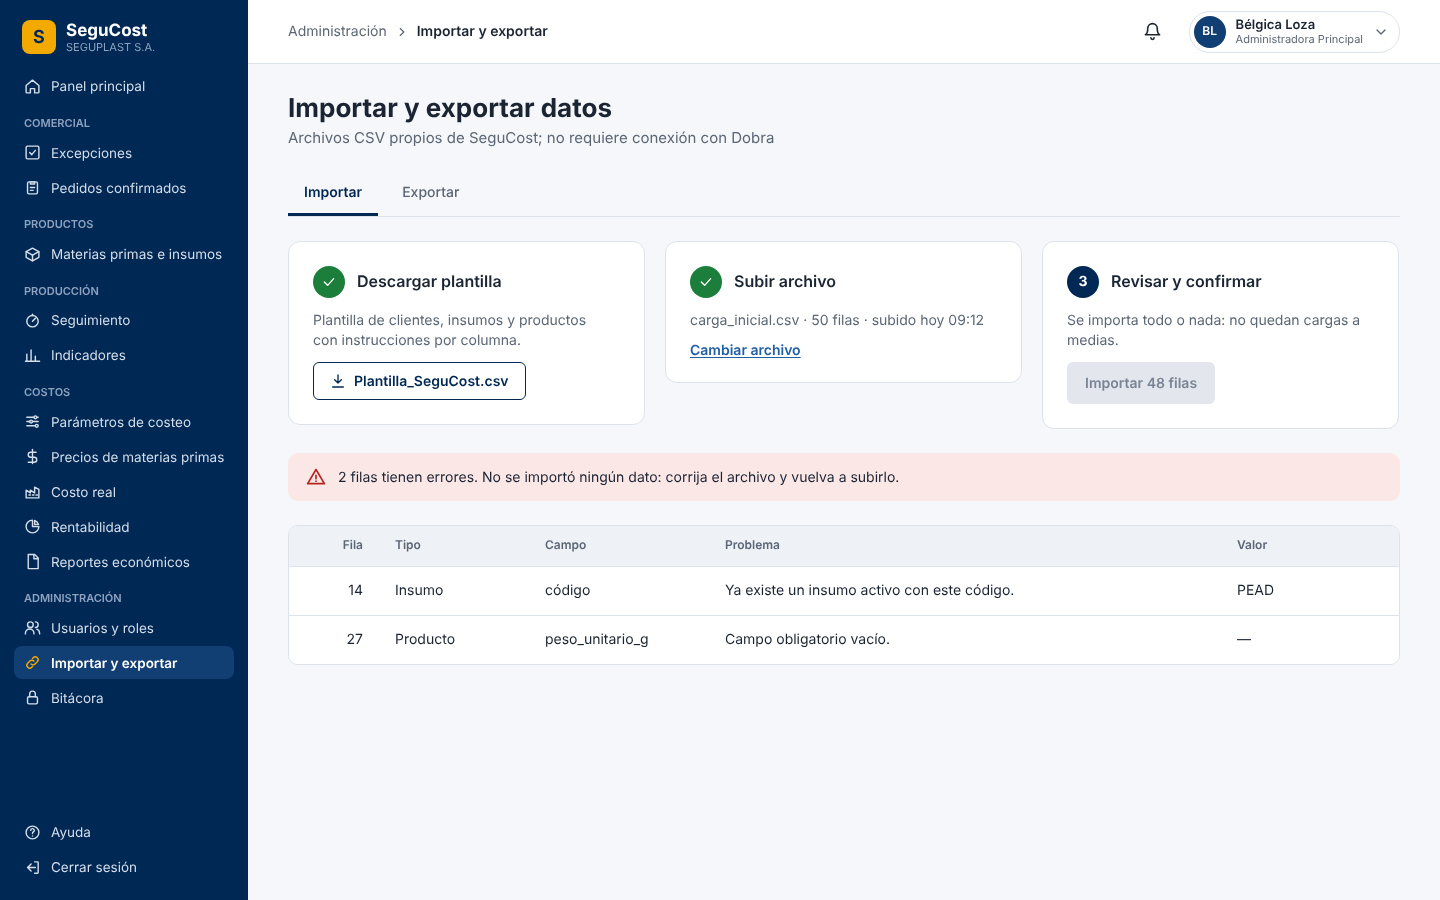 S
SeguCost
SEGUPLAST S.A.
Panel principal
COMERCIAL
Excepciones
Pedidos confirmados
PRODUCTOS
Materias primas e insumos
PRODUCCIÓN
Seguimiento
Indicadores
COSTOS
Parámetros de costeo
Precios de materias primas
Costo real
Rentabilidad
Reportes económicos
ADMINISTRACIÓN
Usuarios y roles
Importar y exportar
Bitácora
Ayuda
Cerrar sesión
Administración > Importar y exportar
BL
Bélgica Loza
Administradora Principal
Importar y exportar datos
Archivos CSV propios de SeguCost; no requiere conexión con Dobra
Importar Exportar
Descargar plantilla
Plantilla de clientes, insumos y productos
con instrucciones por columna.
Plantilla_SeguCost.csv
Subir archivo
carga_inicial.csv · 50 filas · subido hoy 09:12
Cambiar archivo
3 Revisar y confirmar
Se importa todo o nada: no quedan cargas a
medias.
Importar 48 filas
2 filas tienen errores. No se importó ningún dato: corrija el archivo y vuelva a subirlo.
Fila Tipo Campo Problema Valor
14 Insumo código Ya existe un insumo activo con este código. PEAD
27 Producto peso_unitario_g Campo obligatorio vacío. —